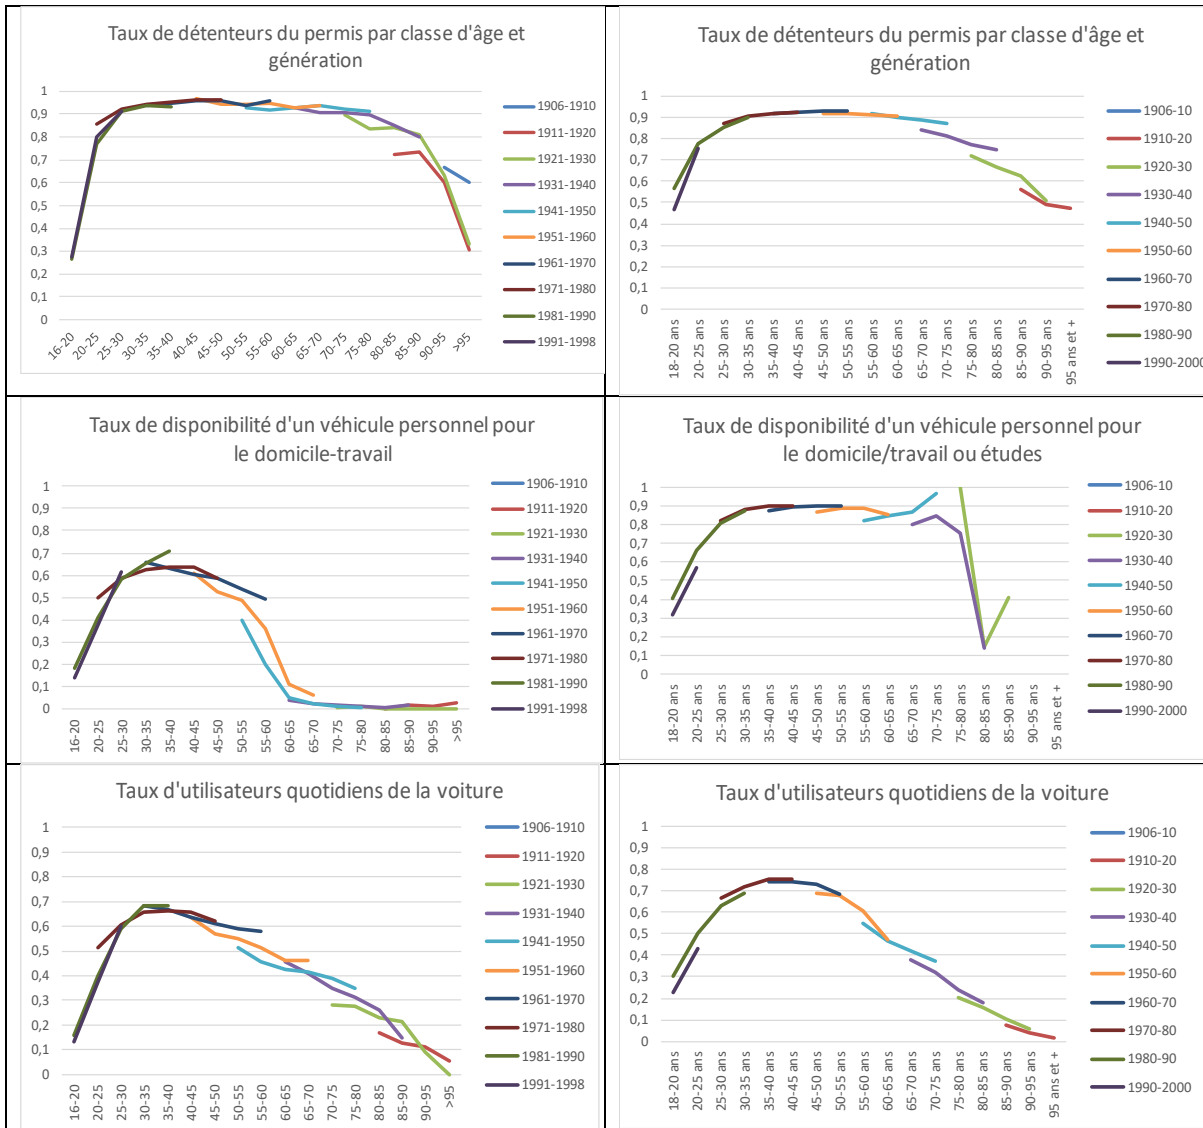 Taux de détenteurs du permis par classe d'âge et
génération
1
0,9
0,8
0,7
0,6
0,5
0,4
0,3
0,2
0,1
0
16-20
20-25
25-30
30-35
35-40
40-45
45-50
50-55
55-60
60-65
65-70
70-75
75-80
80-85
85-90
90-95
>95
1906-1910
1911-1920
1921-1930
1931-1940
1941-1950
1951-1960
1961-1970
1971-1980
1981-1990
1991-1998
Taux de détenteurs du permis par classe d'âge et
génération
1
0,9
0,8
0,7
0,6
0,5
0,4
0,3
0,2
0,1
0
18-20 ans
20-25 ans
25-30 ans
30-35 ans
35-40 ans
40-45 ans
45-50 ans
50-55 ans
55-60 ans
60-65 ans
65-70 ans
70-75 ans
75-80 ans
80-85 ans
85-90 ans
90-95 ans
95 ans et +
1906-10
1910-20
1920-30
1930-40
1940-50
1950-60
1960-70
1970-80
1980-90
1990-2000
Taux de disponibilité d'un véhicule personnel pour
le domicile-travail
1
0,9
0,8
0,7
0,6
0,5
0,4
0,3
0,2
0,1
0
16-20
20-25
25-30
30-35
35-40
40-45
45-50
50-55
55-60
60-65
65-70
70-75
75-80
80-85
85-90
90-95
>95
1906-1910
1911-1920
1921-1930
1931-1940
1941-1950
1951-1960
1961-1970
1971-1980
1981-1990
1991-1998
Taux de disponibilité d'un véhicule personnel pour
le domicile/travail ou études
1
0,9
0,8
0,7
0,6
0,5
0,4
0,3
0,2
0,1
0
18-20 ans
20-25 ans
25-30 ans
30-35 ans
35-40 ans
40-45 ans
45-50 ans
50-55 ans
55-60 ans
60-65 ans
65-70 ans
70-75 ans
75-80 ans
80-85 ans
85-90 ans
90-95 ans
95 ans et +
1906-10
1910-20
1920-30
1930-40
1940-50
1950-60
1960-70
1970-80
1980-90
1990-2000
Taux d'utilisateurs quotidiens de la voiture
1
0,9
0,8
0,7
0,6
0,5
0,4
0,3
0,2
0,1
0
16-20
20-25
25-30
30-35
35-40
40-45
45-50
50-55
55-60
60-65
65-70
70-75
75-80
80-85
85-90
90-95
>95
1906-1910
1911-1920
1921-1930
1931-1940
1941-1950
1951-1960
1961-1970
1971-1980
1981-1990
1991-1998
Taux d'utilisateurs quotidiens de la voiture
1
0,9
0,8
0,7
0,6
0,5
0,4
0,3
0,2
0,1
0
18-20 ans
20-25 ans
25-30 ans
30-35 ans
35-40 ans
40-45 ans
45-50 ans
50-55 ans
55-60 ans
60-65 ans
65-70 ans
70-75 ans
75-80 ans
80-85 ans
85-90 ans
90-95 ans
95 ans et +
1906-10
1910-20
1920-30
1930-40
1940-50
1950-60
1960-70
1970-80
1980-90
1990-2000